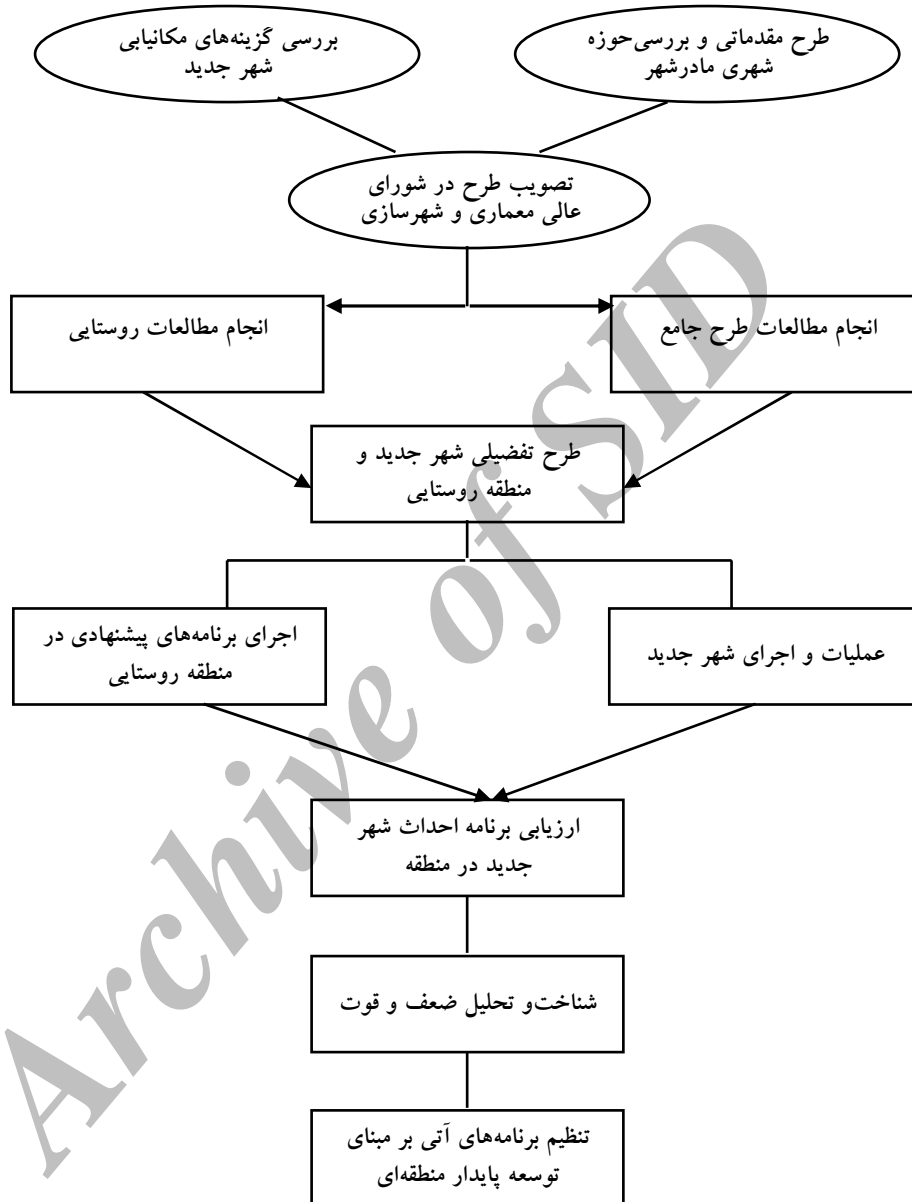 طرح مقدماتی و بررسی‌حوزه
شهری مادرشهر
بررسی گزینه‌های مکانیابی
شهر جدید
تصویب طرح در شورای
عالی معماری و شهرسازی
انجام مطالعات طرح جامع
انجام مطالعات روستایی
طرح تفضیلی شهر جدید و
منطقه روستایی
عملیات و اجرای شهر جدید
اجرای برنامه‌های پیشنهادی در
منطقه روستایی
ارزیابی برنامه احداث شهر
جدید در منطقه
شناخت‌و تحلیل ضعف و قوت
تنظیم برنامه‌های آتی بر مبنای
توسعه پایدار منطقه‌ای
Archive of SID